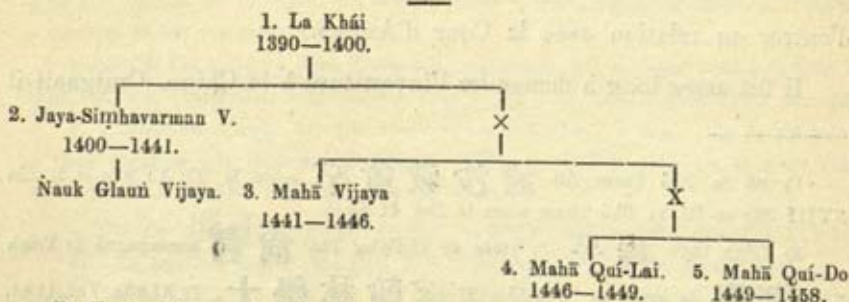 1. La Khái
1390—1400.
2. Jaya-Siṃhavarman V.
1400—1441.
X
Ṅauk Glauṅ Vijaya.
3. Mahā Vijaya
1441—1446.
X
4. Mahā Quí-Lai.
1446—1449.
5. Mahā Quí-Do
1449—1458.